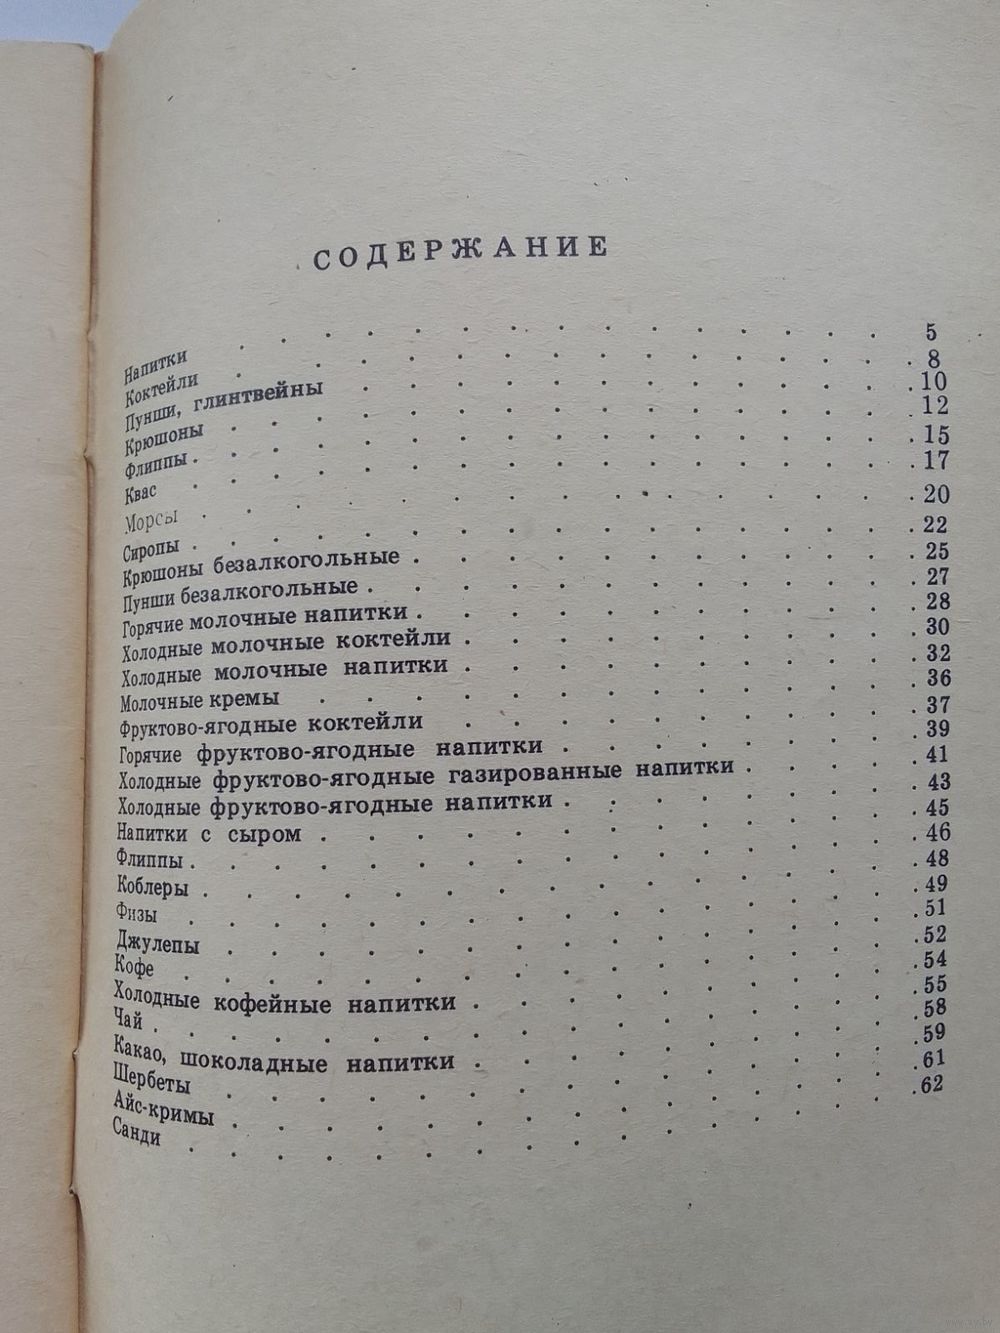 СОДЕРЖАНИЕ
Напитки . . . . . . . . . . . . . . 5
Коктейли . . . . . . . . . . . . . . 8
Пунши, глинтвейны . . . . . . . . . . . . 10
Крюшоны . . . . . . . . . . . . . . 12
Флиппы . . . . . . . . . . . . . . 15
Квас . . . . . . . . . . . . . . 17
Морсы . . . . . . . . . . . . . . 20
Сиропы . . . . . . . . . . . . . . 22
Крюшоны безалкогольные . . . . . . . . . . 25
Пунши безалкогольные . . . . . . . . . . 27
Горячие молочные напитки . . . . . . . . . . 28
Холодные молочные коктейли . . . . . . . . . 30
Холодные молочные напитки . . . . . . . . . 32
Молочные кремы . . . . . . . . . . . . 36
Фруктово-ягодные коктейли . . . . . . . . . 37
Горячие фруктово-ягодные напитки . . . . . . . 39
Холодные фруктово-ягодные газированные напитки . . . . 41
Холодные фруктово-ягодные напитки . . . . . . . 43
Напитки с сыром . . . . . . . . . . . . 45
Флиппы . . . . . . . . . . . . . . 46
Коблеры . . . . . . . . . . . . . . 48
Физы . . . . . . . . . . . . . . 49
Джулепы . . . . . . . . . . . . . . 51
Кофе . . . . . . . . . . . . . . 52
Холодные кофейные напитки . . . . . . . . . 54
Чай . . . . . . . . . . . . . . 55
Какао, шоколадные напитки . . . . . . . . . 58
Шербеты . . . . . . . . . . . . . . 59
Айс-кримы . . . . . . . . . . . . . . 61
Санди . . . . . . . . . . . . . . 62